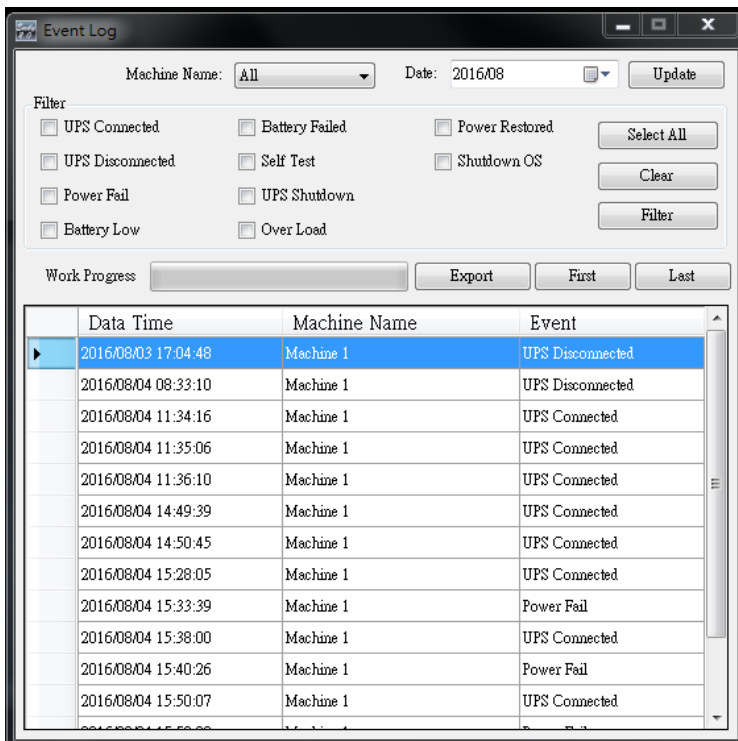 Event Log
Machine Name: All Date: 2016/08 Update
Filter
UPS Connected Battery Failed Power Restored Select All
UPS Disconnected Self Test Shutdown OS Clear
Power Fail UPS Shutdown Filter
Battery Low Over Load
Work Progress Export First Last
Data Time Machine Name Event
2016/08/03 17:04:48 Machine 1 UPS Disconnected
2016/08/04 08:33:10 Machine 1 UPS Disconnected
2016/08/04 11:34:16 Machine 1 UPS Connected
2016/08/04 11:35:06 Machine 1 UPS Connected
2016/08/04 11:36:10 Machine 1 UPS Connected
2016/08/04 14:49:39 Machine 1 UPS Connected
2016/08/04 14:50:45 Machine 1 UPS Connected
2016/08/04 15:28:05 Machine 1 UPS Connected
2016/08/04 15:33:39 Machine 1 Power Fail
2016/08/04 15:38:00 Machine 1 UPS Connected
2016/08/04 15:40:26 Machine 1 Power Fail
2016/08/04 15:50:07 Machine 1 UPS Connected